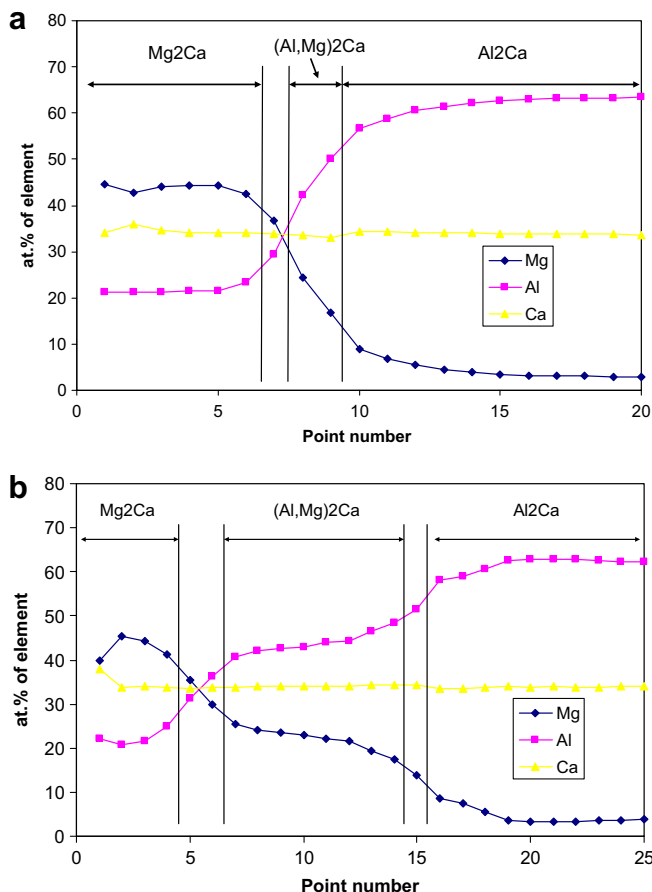 a
(Al,Mg)2Ca
Mg2Ca
Al2Ca
80
70
60
50
40
30
20
10
0
at.% of element
Mg
Al
Ca
0 5 10 15 20
Point number
b
Mg2Ca
(Al,Mg)2Ca
Al2Ca
80
70
60
50
40
30
20
10
0
at.% of element
Mg
Al
Ca
0 5 10 15 20 25
Point number